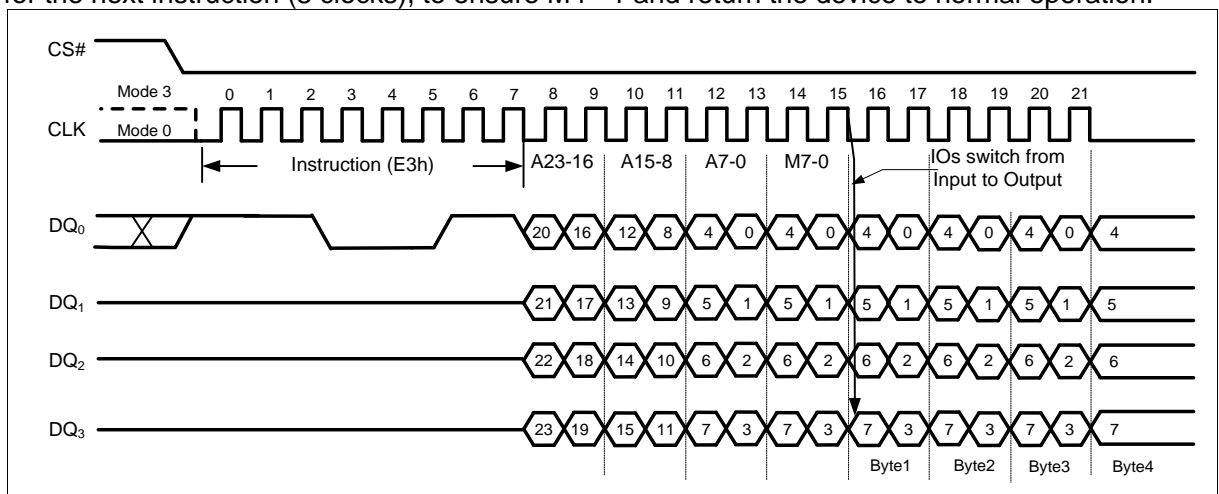 for the next instruction (8 clocks), to ensure M4 = 1 and return the device to normal operation.
CS#
Mode 3
0 1 2 3 4 5 6 7 8 9 10 11 12 13 14 15 16 17 18 19 20 21
CLK Mode 0
Instruction (E3h) A23-16 A15-8 A7-0 M7-0 IOs switch from
Input to Output
DQ0 20 16 12 8 4 0 4 0 4 0 4 0 4 0 4
DQ1 21 17 13 9 5 1 5 1 5 1 5 1 5 1 5
DQ2 22 18 14 10 6 2 6 2 6 2 6 2 6 2 6
DQ3 23 19 15 11 7 3 7 3 7 3 7 3 7 3 7
Byte1 Byte2 Byte3 Byte4